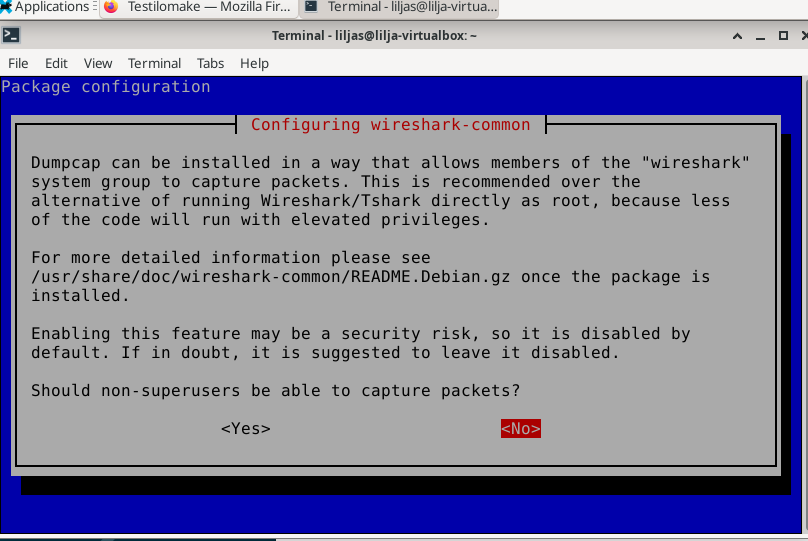 Applications
Testilomake — Mozilla Fir...
Terminal - liljas@lilja-virtua...
Terminal - liljas@lilja-virtualbox: ~
File Edit View Terminal Tabs Help
Package configuration
Configuring wireshark-common
Dumpcap can be installed in a way that allows members of the "wireshark"
system group to capture packets. This is recommended over the
alternative of running Wireshark/Tshark directly as root, because less
of the code will run with elevated privileges.
For more detailed information please see
/usr/share/doc/wireshark-common/README.Debian.gz once the package is
installed.
Enabling this feature may be a security risk, so it is disabled by
default. If in doubt, it is suggested to leave it disabled.
Should non-superusers be able to capture packets?
<Yes> <No>